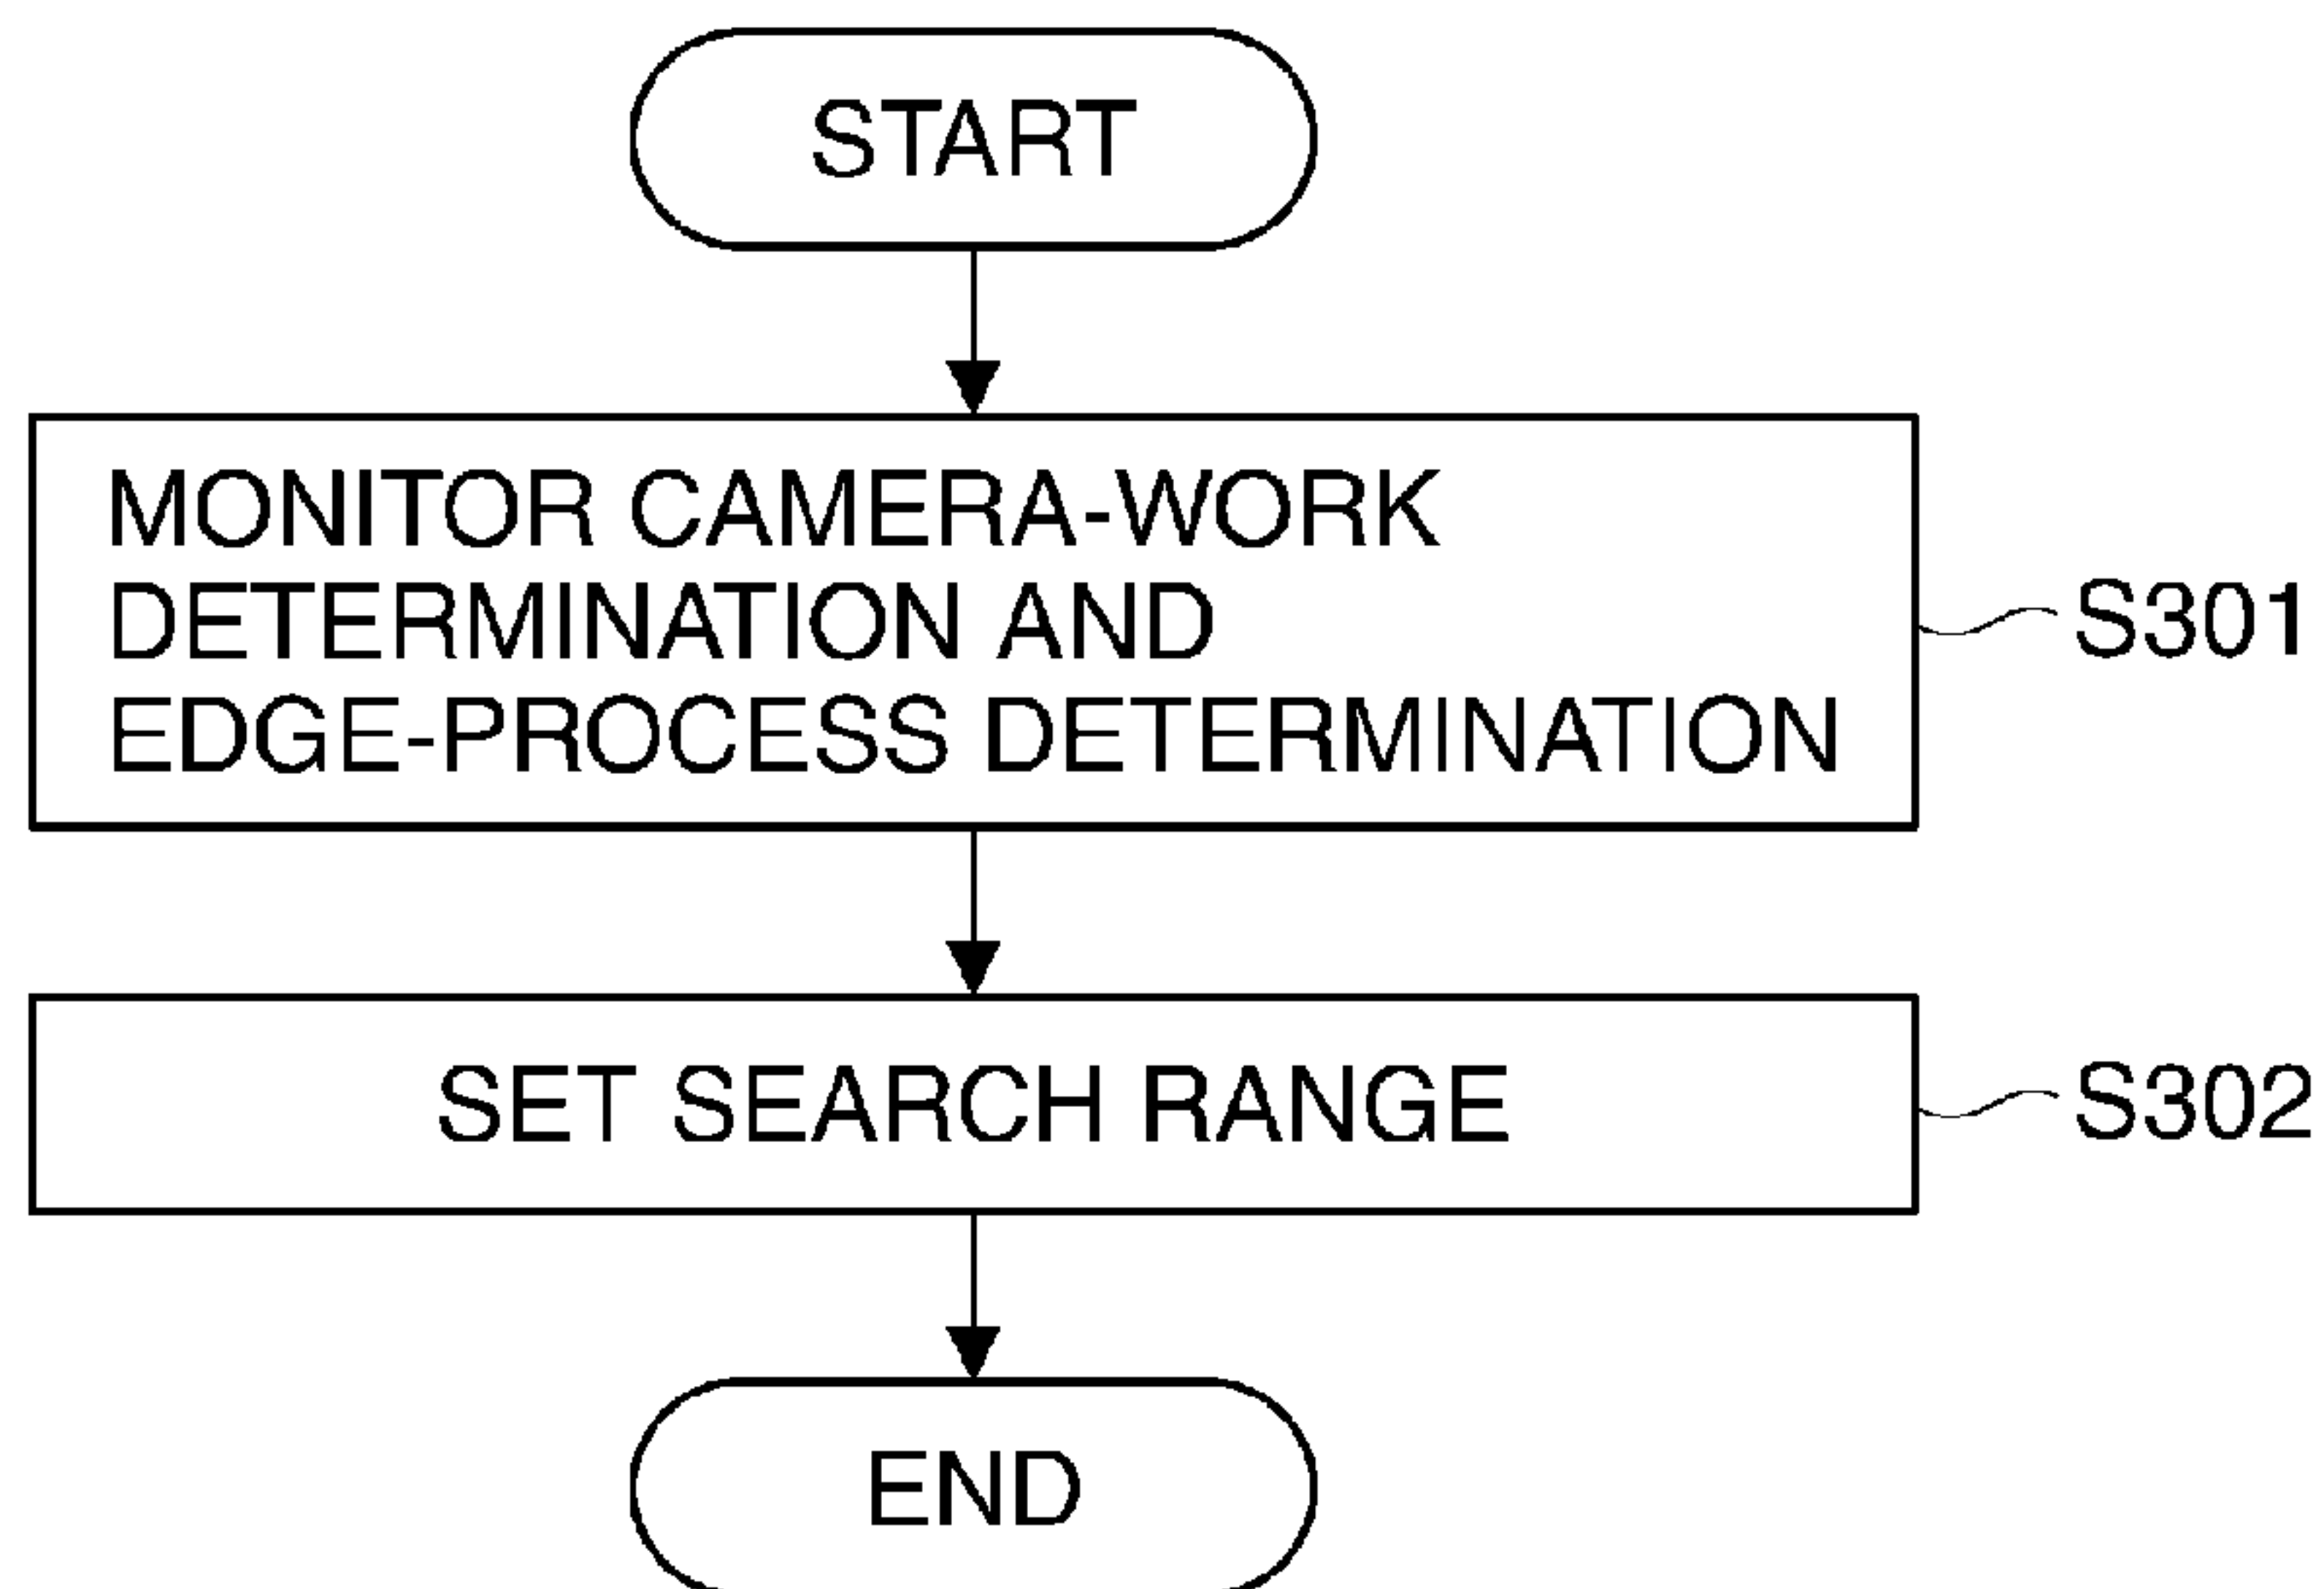 START
MONITOR CAMERA-WORK
DETERMINATION AND
EDGE-PROCESS DETERMINATION
S301
SET SEARCH RANGE
S302
END